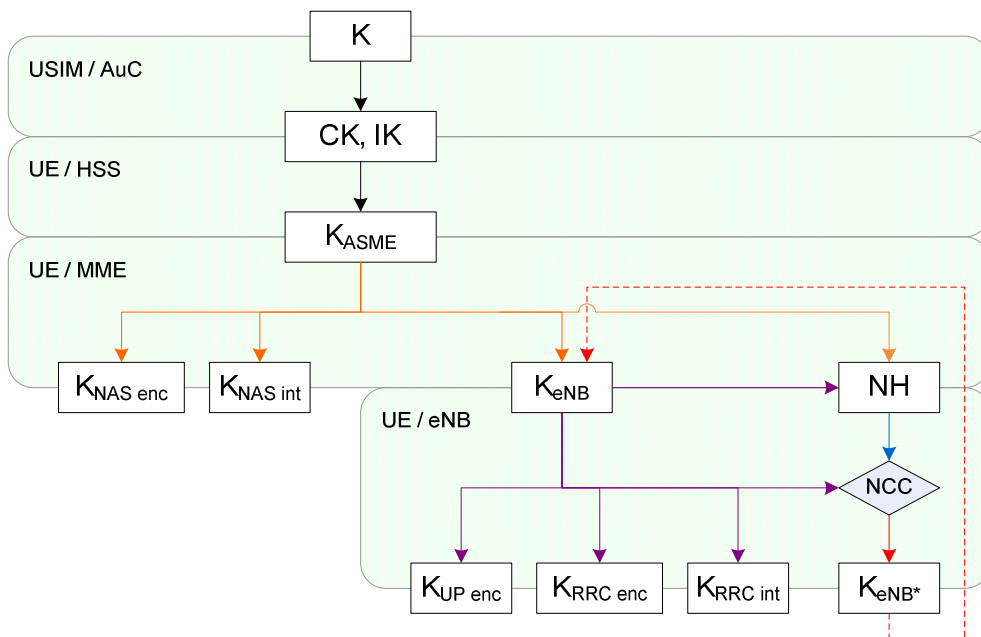 K
USIM / AuC
CK, IK
UE / HSS
KASME
UE / MME
KNAS enc
KNAS int
KeNB
NH
UE / eNB
NCC
KUP enc
KRRC enc
KRRC int
KeNB*